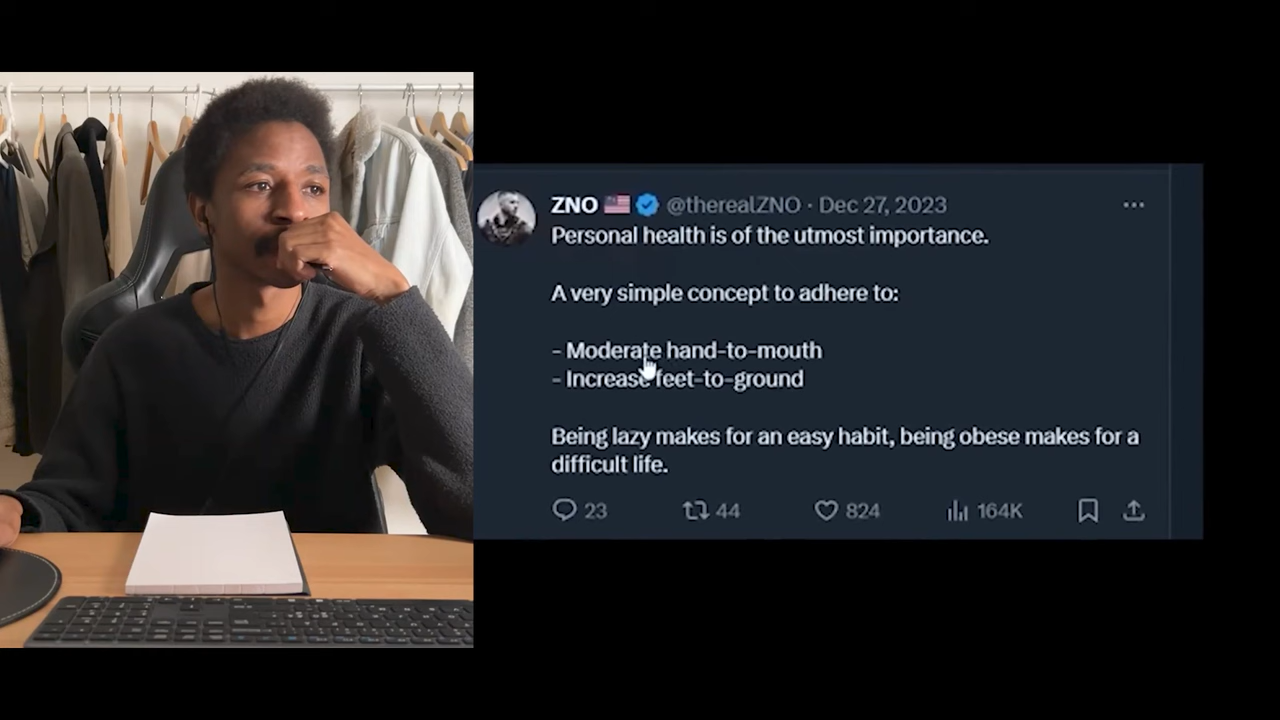 ZNO 🇺🇸 @therealZNO · Dec 27, 2023
Personal health is of the utmost importance.
A very simple concept to adhere to:
- Moderate hand-to-mouth
- Increase feet-to-ground
Being lazy makes for an easy habit, being obese makes for a
difficult life.
23 44 824 164K